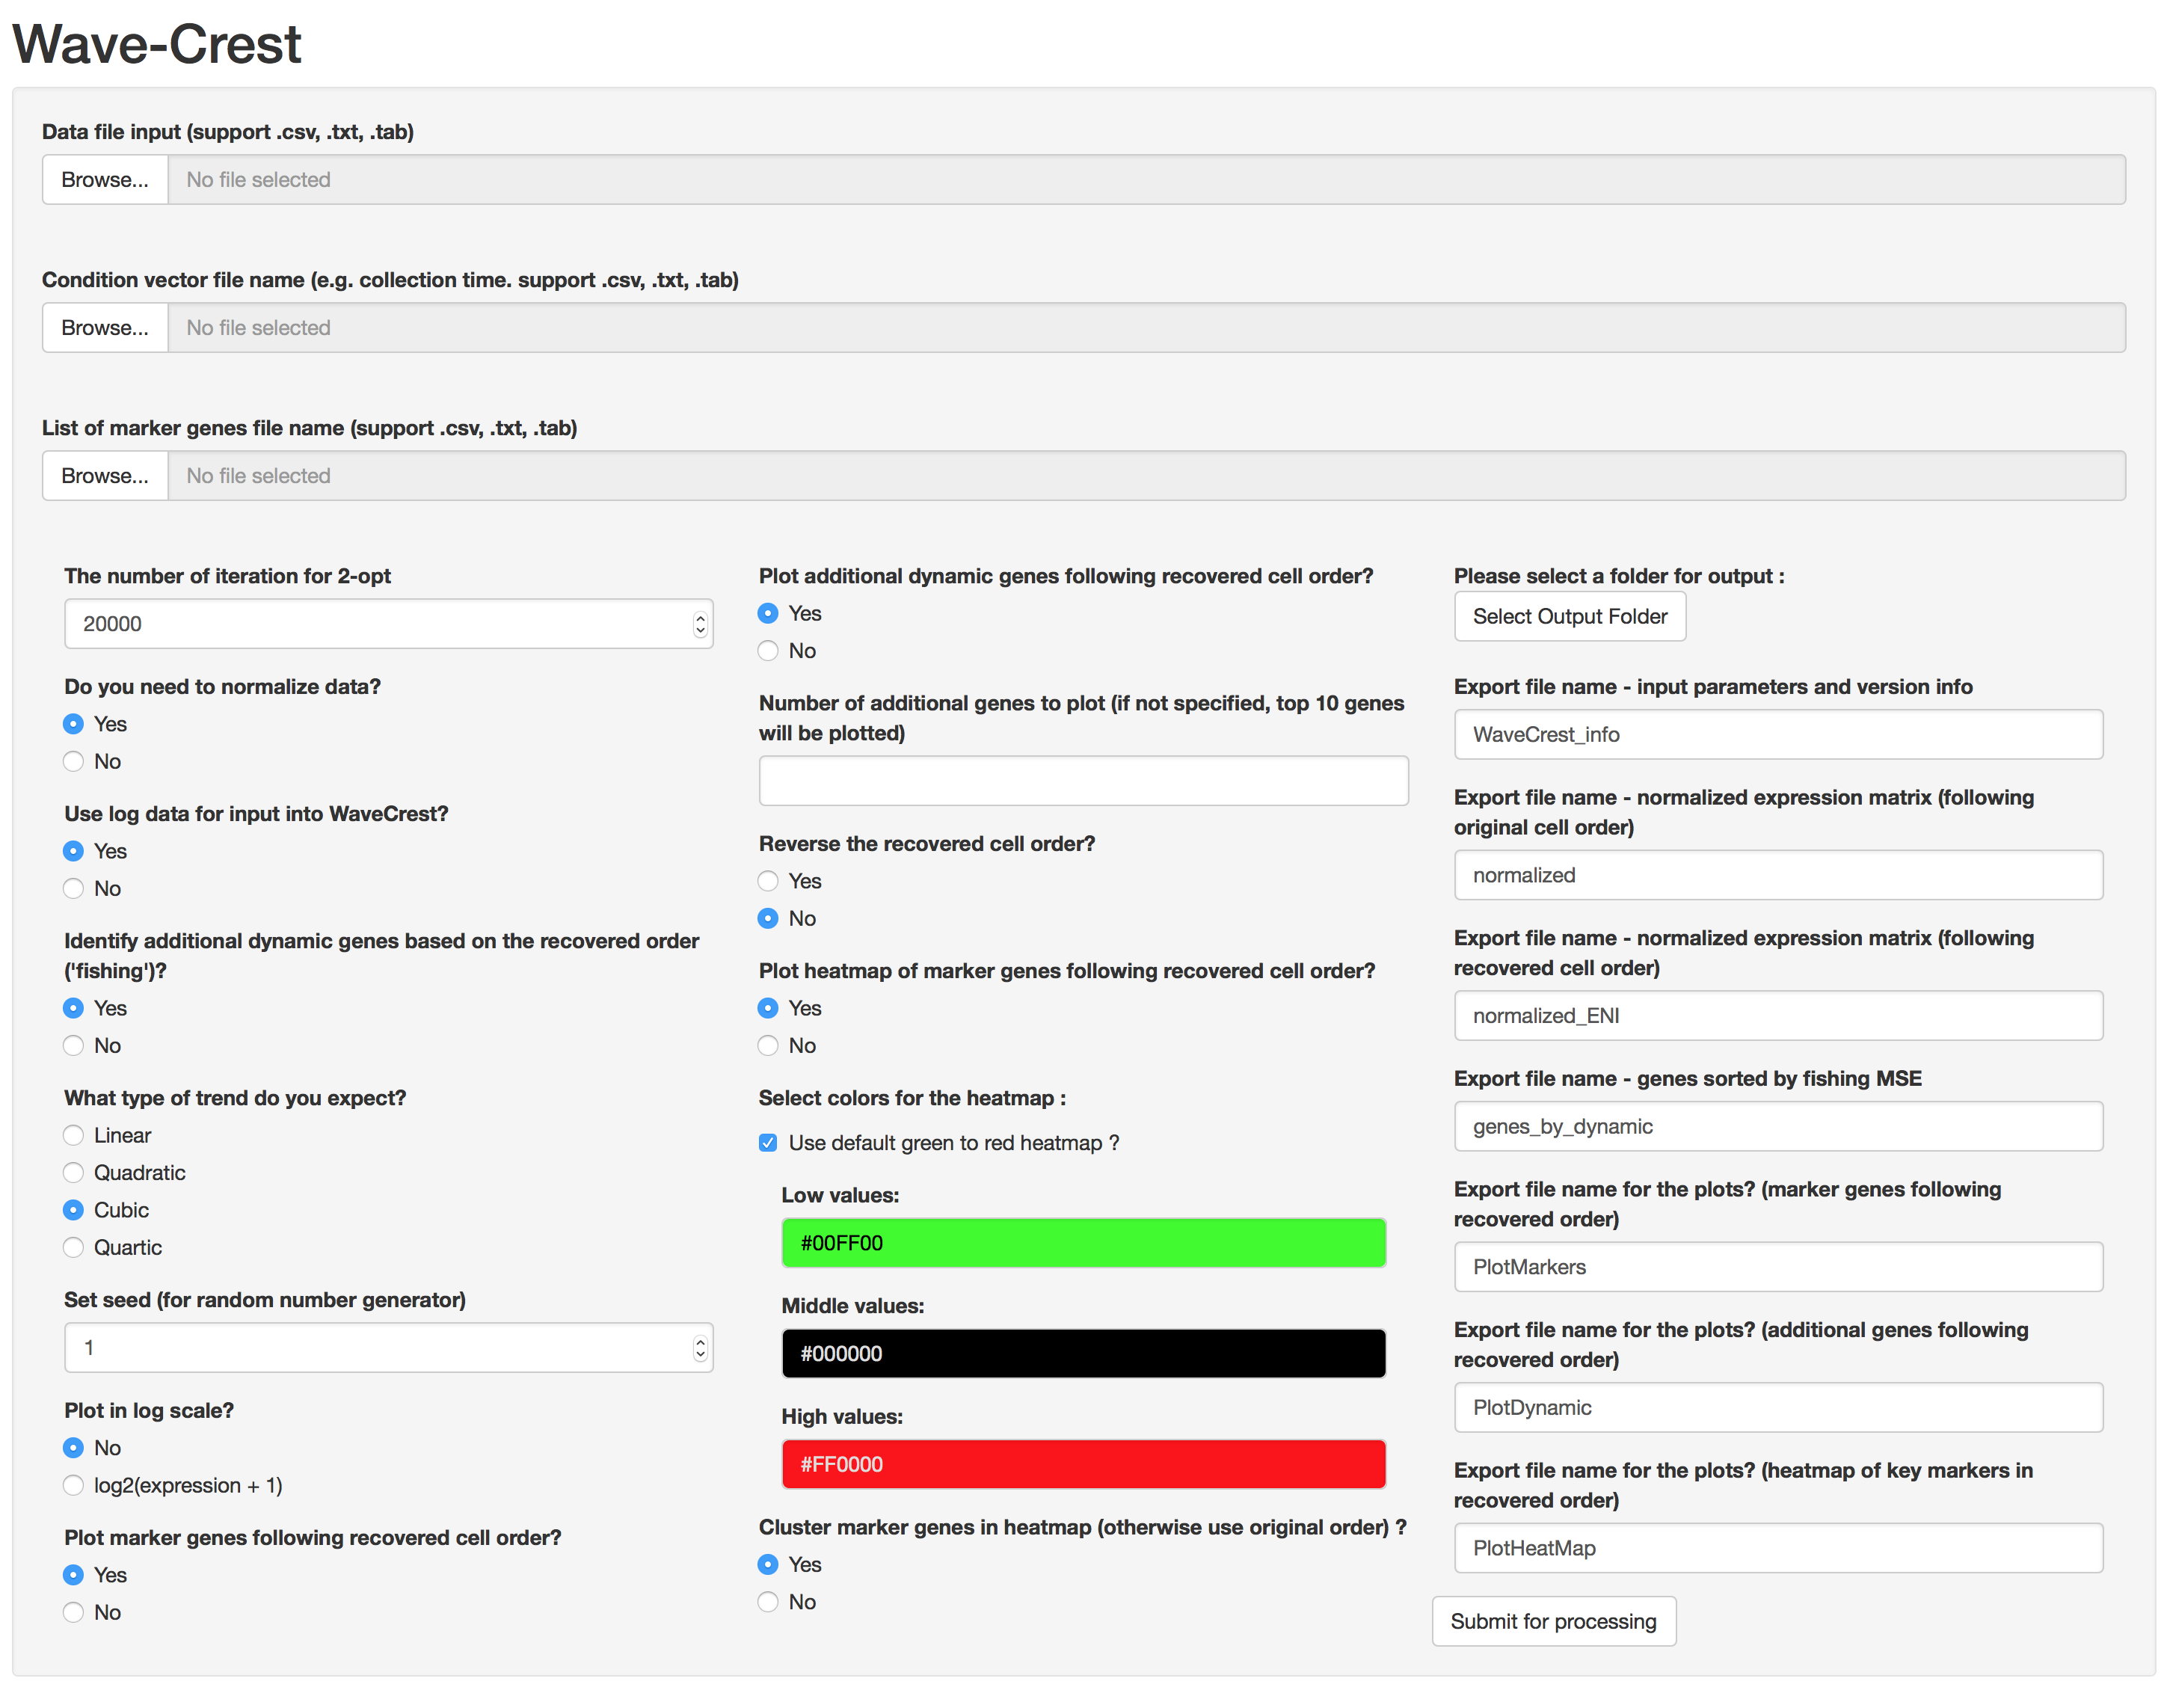 Wave-Crest
Data file input (support .csv, .txt, .tab)
Browse... No file selected
Condition vector file name (e.g. collection time. support .csv, .txt, .tab)
Browse... No file selected
List of marker genes file name (support .csv, .txt, .tab)
Browse... No file selected
The number of iteration for 2-opt
20000
Do you need to normalize data?
Yes
No
Use log data for input into WaveCrest?
Yes
No
Identify additional dynamic genes based on the recovered order
('fishing')?
Yes
No
What type of trend do you expect?
Linear
Quadratic
Cubic
Quartic
Set seed (for random number generator)
1
Plot in log scale?
No
log2(expression + 1)
Plot marker genes following recovered cell order?
Yes
No
Plot additional dynamic genes following recovered cell order?
Yes
No
Number of additional genes to plot (if not specified, top 10 genes
will be plotted)
Reverse the recovered cell order?
Yes
No
Plot heatmap of marker genes following recovered cell order?
Yes
No
Select colors for the heatmap :
Use default green to red heatmap ?
Low values:
#00FF00
Middle values:
#000000
High values:
#FF0000
Cluster marker genes in heatmap (otherwise use original order) ?
Yes
No
Please select a folder for output :
Select Output Folder
Export file name - input parameters and version info
WaveCrest_info
Export file name - normalized expression matrix (following
original cell order)
normalized
Export file name - normalized expression matrix (following
recovered cell order)
normalized_ENI
Export file name - genes sorted by fishing MSE
genes_by_dynamic
Export file name for the plots? (marker genes following
recovered order)
PlotMarkers
Export file name for the plots? (additional genes following
recovered order)
PlotDynamic
Export file name for the plots? (heatmap of key markers in
recovered order)
PlotHeatMap
Submit for processing